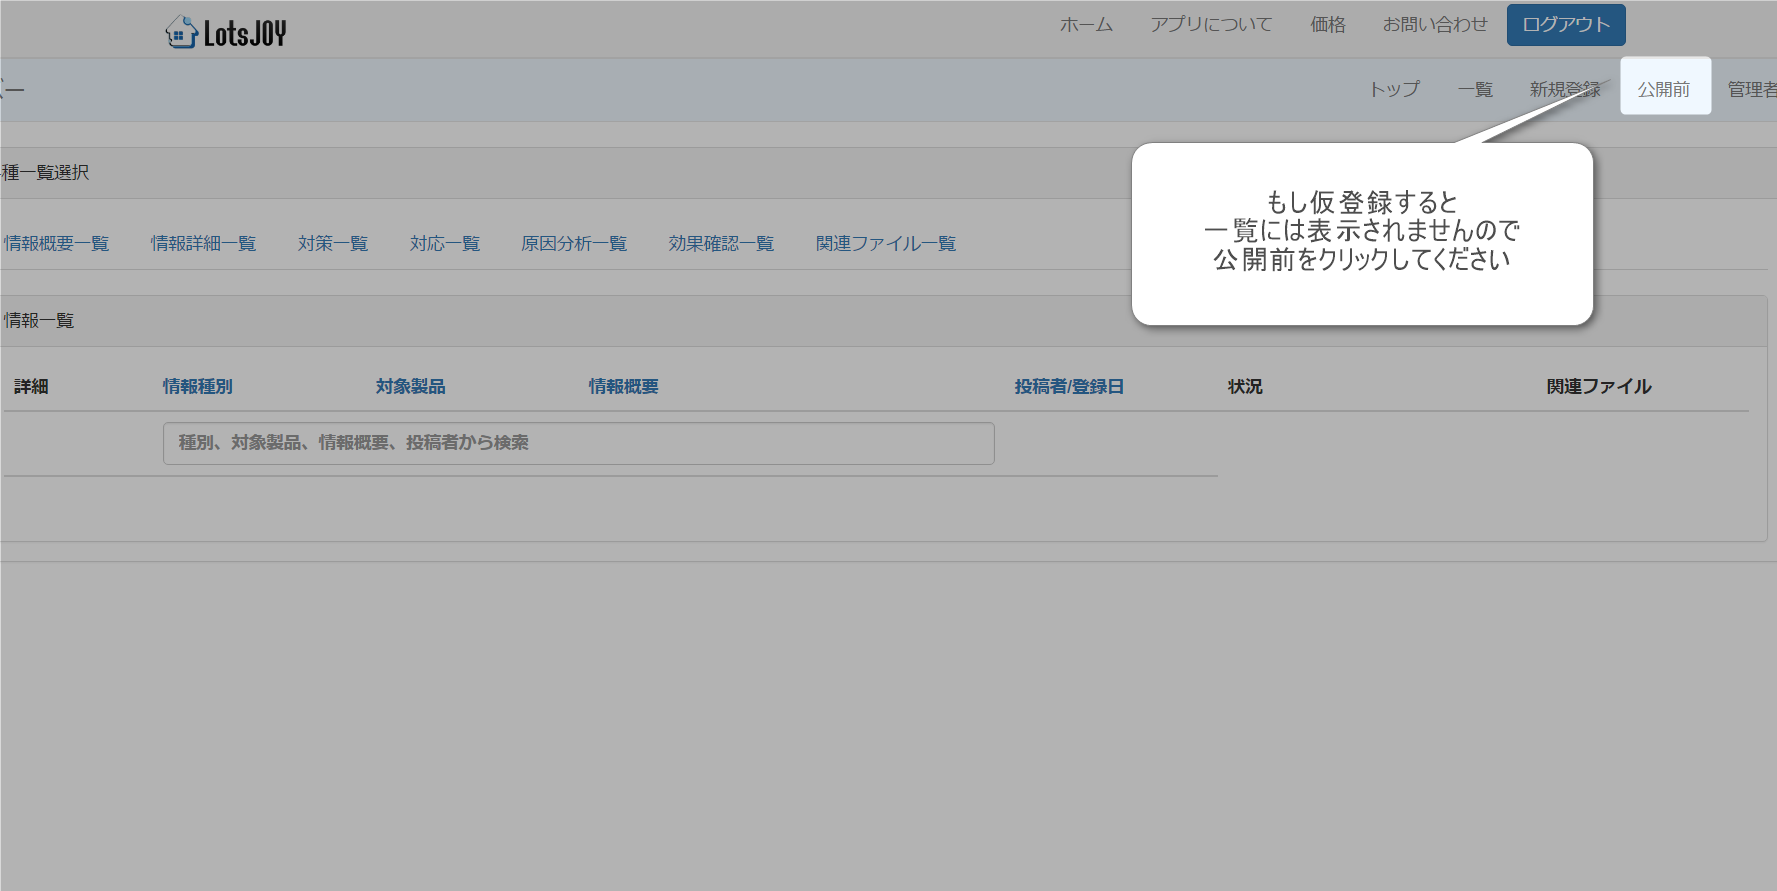 LotsJOY
ホーム アプリについて 価格 お問い合わせ ログアウト
トップ 一覧 新規登録 公開前 管理者
種一覧選択
もし仮登録すると
一覧には表示されませんので
公開前をクリックしてください
情報概要一覧 情報詳細一覧 対策一覧 対応一覧 原因分析一覧 効果確認一覧 関連ファイル一覧
情報一覧
詳細 情報種別 対象製品 情報概要 投稿者/登録日 状況 関連ファイル
種別、対象製品、情報概要、投稿者から検索